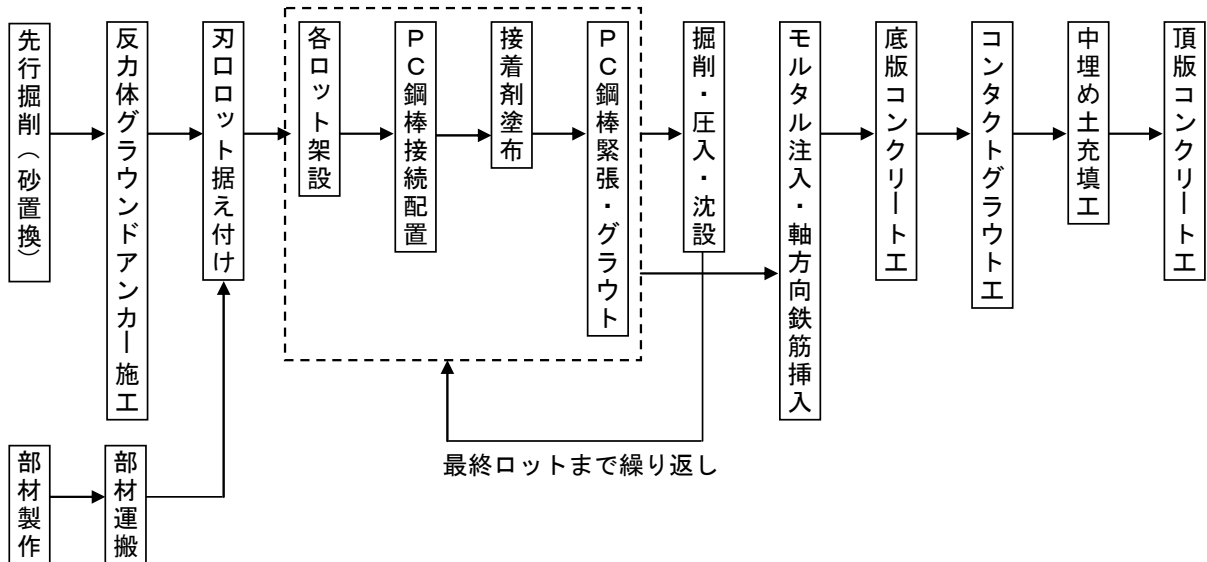 先行掘削（砂置換）
反力体グラウンドアンカー施工
刃口ロット据え付け
各ロット架設
ＰＣ鋼棒接続配置
接着剤塗布
ＰＣ鋼棒緊張・グラウト
掘削・圧入・沈設
モルタル注入・軸方向鉄筋挿入
底版コンクリート工
コンタクトグラウト工
中埋め土充填工
頂版コンクリート工
最終ロットまで繰り返し
部材製作
部材運搬